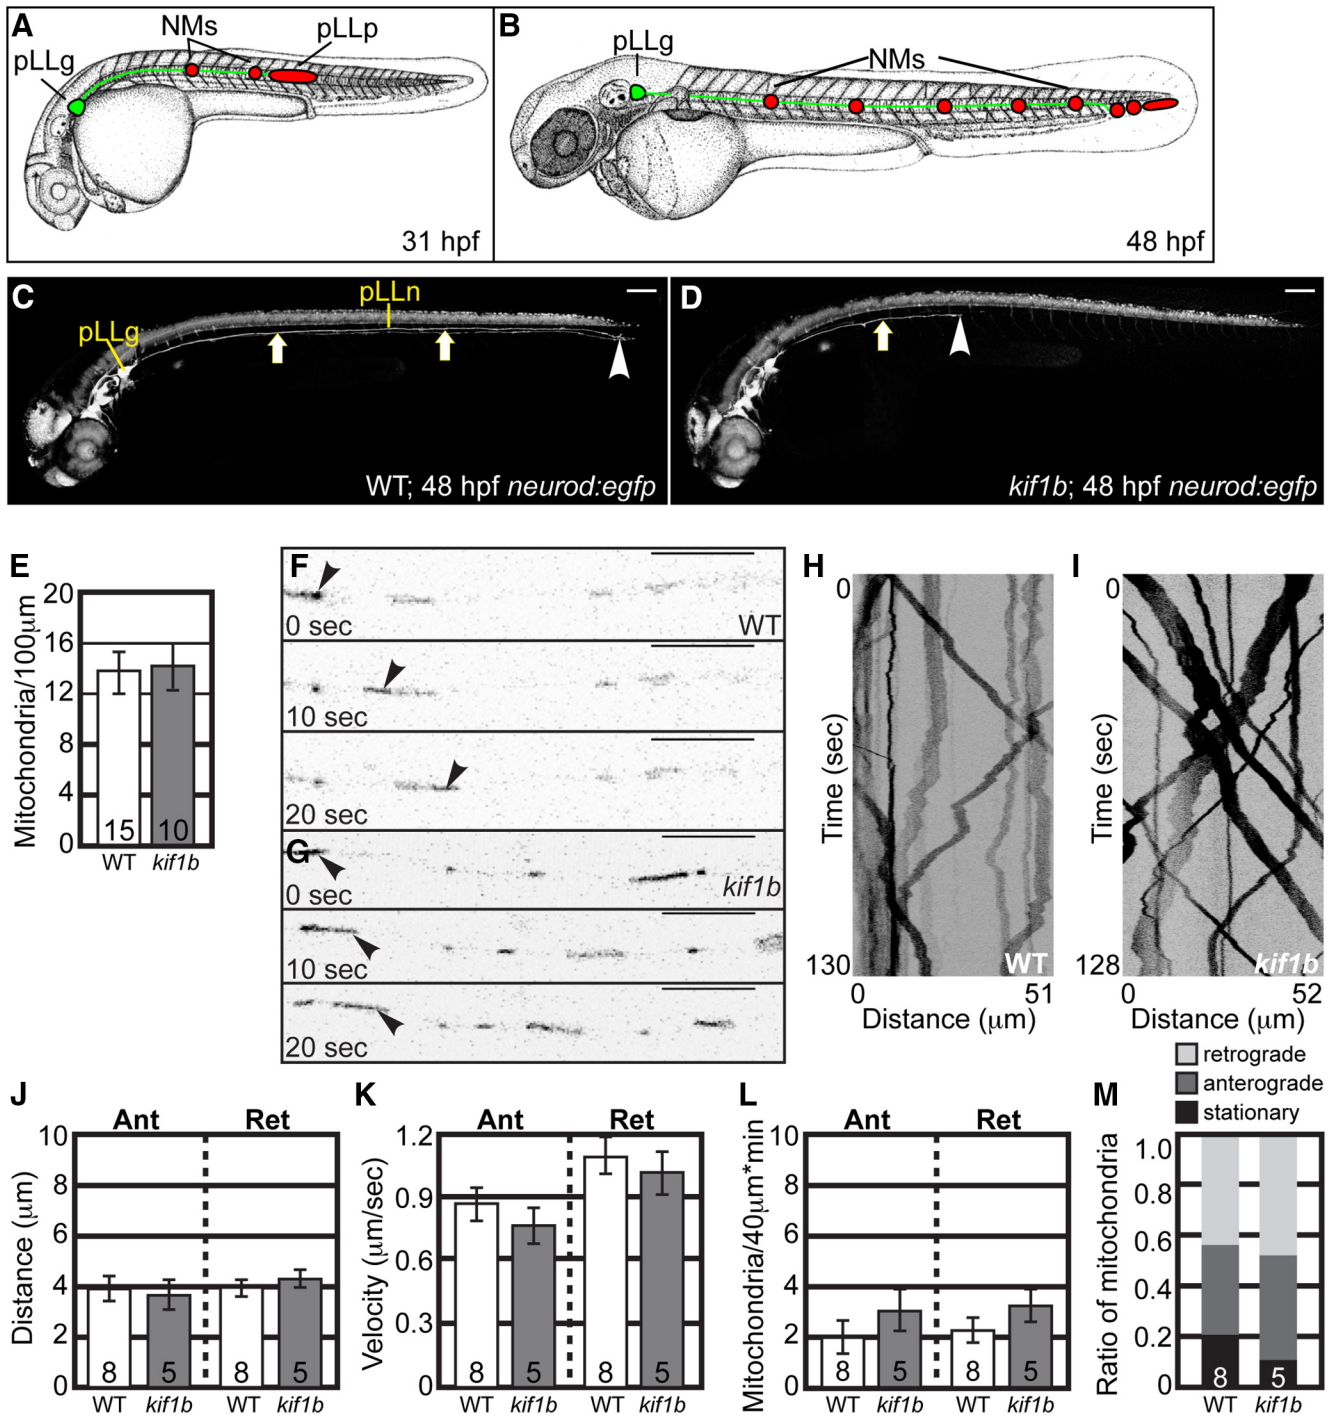 A
pLLg
NMs
pLLp
31 hpf
B
pLLg
NMs
48 hpf
C
pLLg
pLLn
WT; 48 hpf neurod:egfp
D
kif1b; 48 hpf neurod:egfp
E
Mitochondria/100μm
20
16
12
8
4
0
15
10
WT
kif1b
F
0 sec
WT
10 sec
20 sec
G
0 sec
kif1b
10 sec
20 sec
H
Time (sec)
0
130
WT
0
51
Distance (μm)
I
Time (sec)
0
128
kif1b
0
52
Distance (μm)
J
Ant
Ret
Distance (μm)
10
8
6
4
2
0
8
5
8
5
WT
kif1b
WT
kif1b
K
Ant
Ret
Velocity (μm/sec)
1.2
0.9
0.6
0.3
0
8
5
8
5
WT
kif1b
WT
kif1b
L
Ant
Ret
Mitochondria/40μm*min
10
8
6
4
2
0
8
5
8
5
WT
kif1b
WT
kif1b
M
retrograde
anterograde
stationary
Ratio of mitochondria
1.0
0.8
0.6
0.4
0.2
0
8
5
WT
kif1b